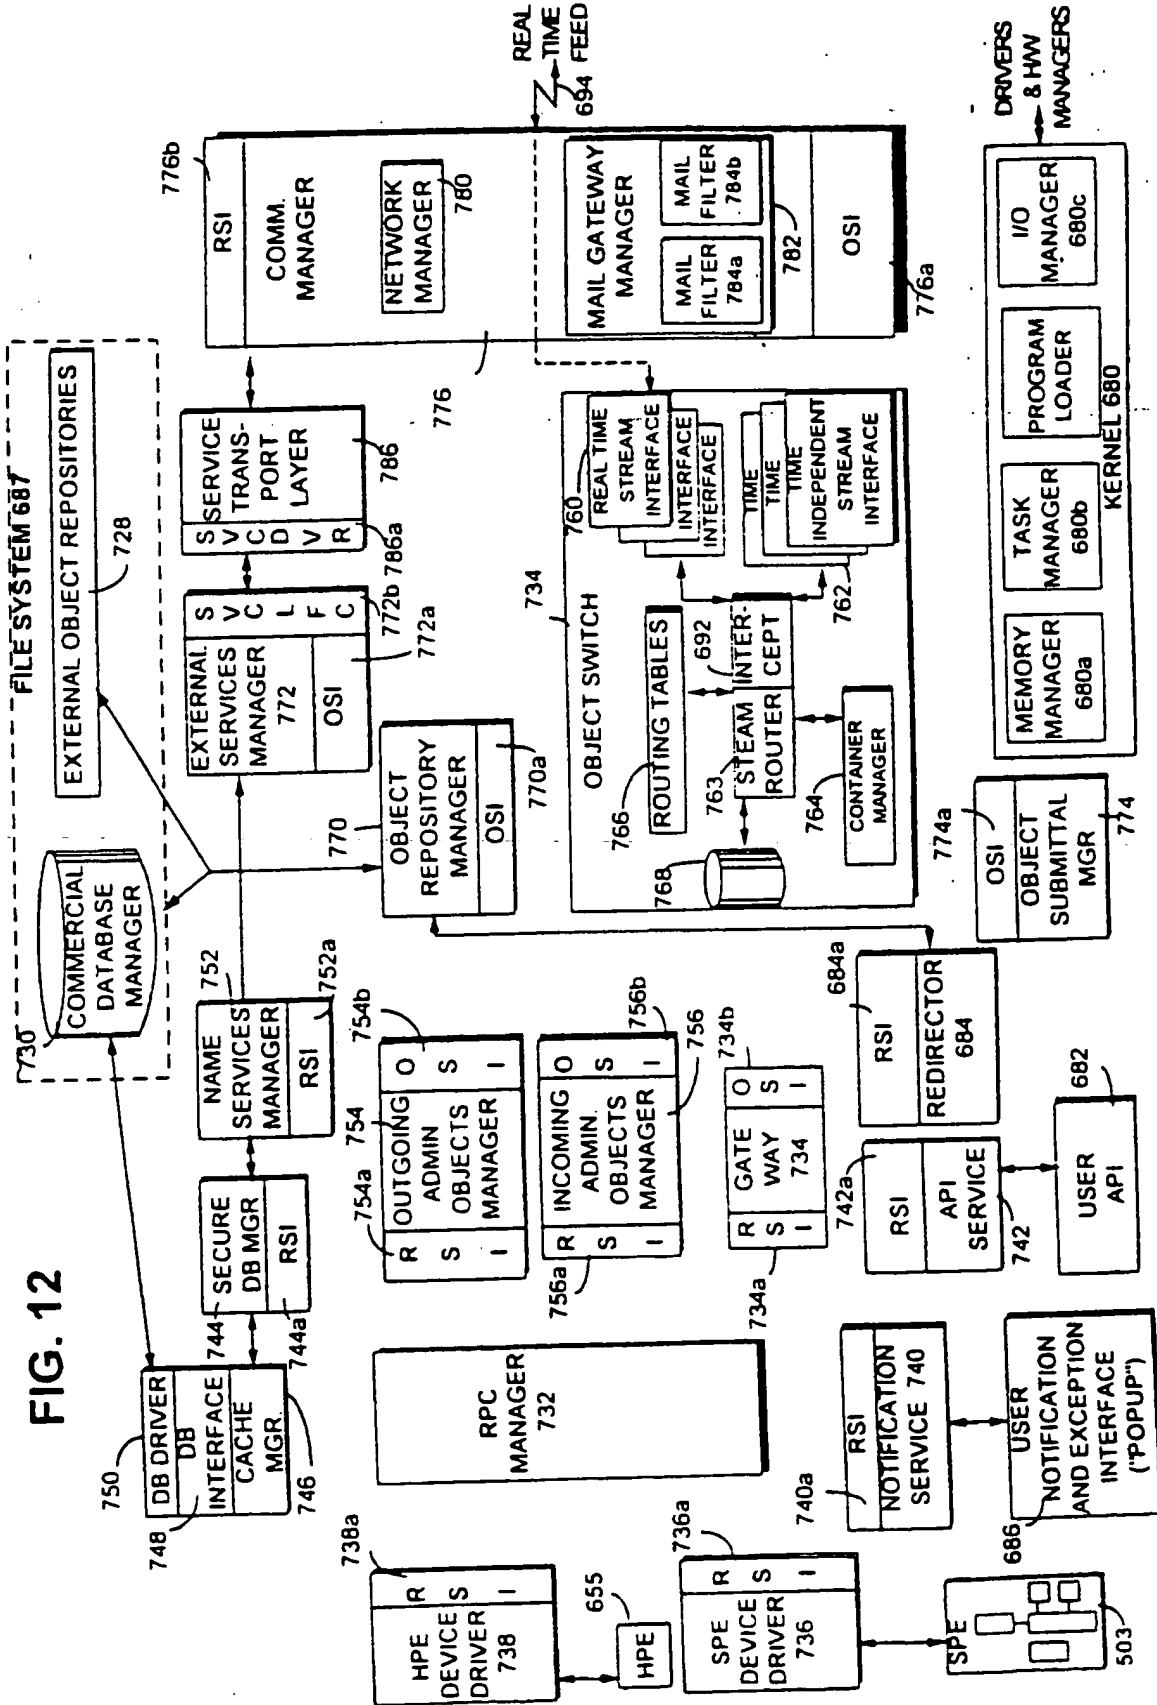 FIG. 12
FILE SYSTEM 687
730
COMMERCIAL
DATABASE
MANAGER
EXTERNAL OBJECT REPOSITORIES
728
750
DB DRIVER
DB
INTERFACE
CACHE
MGR.
748
746
744
SECURE
DB MGR
RSI
744a
752
NAME
SERVICES
MANAGER
RSI
752a
EXTERNAL
SERVICES
MANAGER
772
OSI
S
V
C
L
F
C
772b
772a
S
V
C
D
V
R
786a
SERVICE
TRANS-
PORT
LAYER
786
776b
RSI
COMM.
MANAGER
NETWORK
MANAGER
780
776
MAIL GATEWAY
MANAGER
MAIL
FILTER
784a
MAIL
FILTER
784b
782
OSI
776a
REAL
TIME
FEED
694
738a
HPE
DEVICE
DRIVER
738
R
S
I
655
HPE
736a
SPE
DEVICE
DRIVER
736
R
S
I
SPE
503
RPC
MANAGER
732
754a
754
754b
R
S
I
OUTGOING
ADMIN
OBJECTS
MANAGER
O
S
I
756a
R
S
I
INCOMING
ADMIN.
OBJECTS
MANAGER
O
S
I
756b
756
734a
R
S
I
GATE
WAY
734
O
S
I
734b
770
OBJECT
REPOSITORY
MANAGER
OSI
770a
734
OBJECT SWITCH
768
766
ROUTING TABLES
763
STEAM
ROUTER
692
INTER-
CEPT
764
CONTAINER
MANAGER
760
REAL TIME
STREAM
INTERFACE
INTERFACE
INTERFACE
TIME
TIME
TIME
INDEPENDENT
STREAM
INTERFACE
762
740a
RSI
NOTIFICATION
SERVICE 740
686
USER
NOTIFICATION
AND EXCEPTION
INTERFACE
("POPUP")
742a
RSI
API
SERVICE
742
USER
API
682
684a
RSI
REDIRECTOR
684
774a
OSI
OBJECT
SUBMITTAL
MGR
774
MEMORY
MANAGER
680a
TASK
MANAGER
680b
PROGRAM
LOADER
I/O
MANAGER
680c
KERNEL 680
DRIVERS
& H/W
MANAGERS